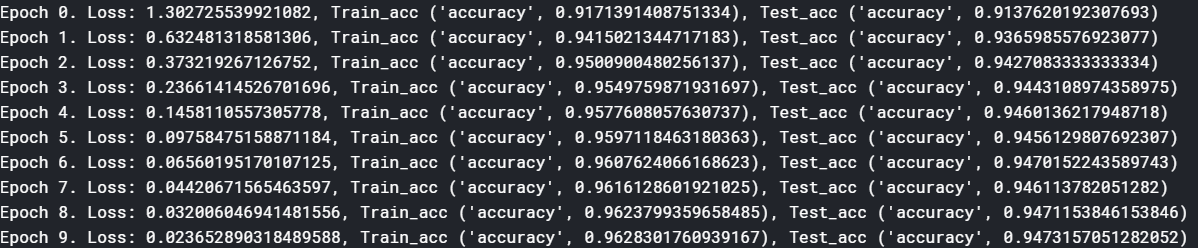 Epoch 0. Loss: 1.302725539921082, Train_acc ('accuracy', 0.9171391408751334), Test_acc ('accuracy', 0.9137620192307693)
Epoch 1. Loss: 0.632481318581306, Train_acc ('accuracy', 0.9415021344717183), Test_acc ('accuracy', 0.9365985576923077)
Epoch 2. Loss: 0.373219267126752, Train_acc ('accuracy', 0.9500900480256137), Test_acc ('accuracy', 0.9427083333333334)
Epoch 3. Loss: 0.23661414526701696, Train_acc ('accuracy', 0.9549759871931697), Test_acc ('accuracy', 0.9443108974358975)
Epoch 4. Loss: 0.1458110557305778, Train_acc ('accuracy', 0.9577608057630737), Test_acc ('accuracy', 0.9460136217948718)
Epoch 5. Loss: 0.09758475158871184, Train_acc ('accuracy', 0.9597118463180363), Test_acc ('accuracy', 0.9456129807692307)
Epoch 6. Loss: 0.06560195170107125, Train_acc ('accuracy', 0.9607624066168623), Test_acc ('accuracy', 0.9470152243589743)
Epoch 7. Loss: 0.04420671565463597, Train_acc ('accuracy', 0.9616128601921025), Test_acc ('accuracy', 0.946113782051282)
Epoch 8. Loss: 0.032006046941481556, Train_acc ('accuracy', 0.9623799359658485), Test_acc ('accuracy', 0.9471153846153846)
Epoch 9. Loss: 0.023652890318489588, Train_acc ('accuracy', 0.9628301760939167), Test_acc ('accuracy', 0.9473157051282052)